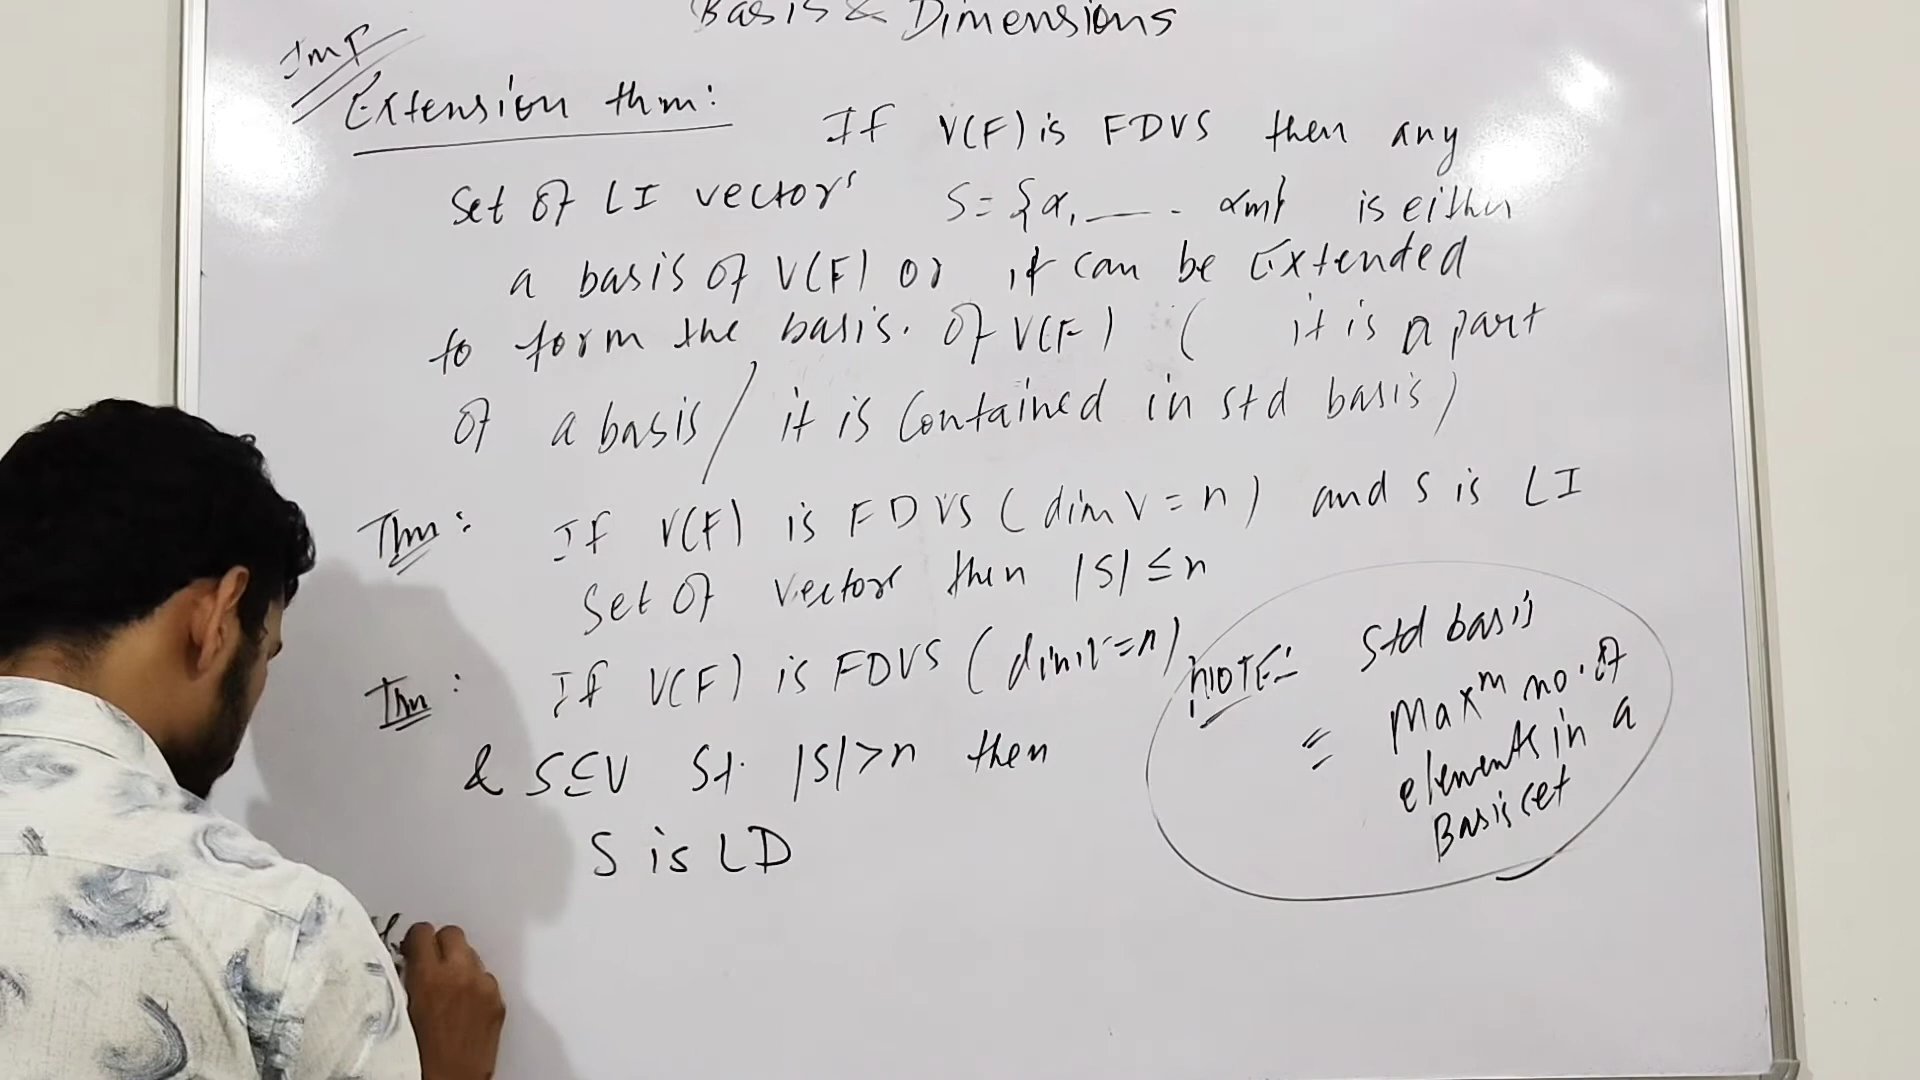 Basis & Dimensions
Imp
Extension thm: If V(F) is FDVS then any
set of LI vectors S = {α, — - αm} is either
a basis of V(F) or it can be Extended
to form the basis. Of V(F) ( it is a part
of a basis / it is contained in std basis)
Thm: If V(F) is FDVS (dim V = n) and S is LI
set of vectors then |S| ≤ n
Thm: If V(F) is FDVS (dim V = n)
& S⊆V St. |S|>n then
S is LD
NOTE:- Std basis
= Maxᵐ no. of
elements in a
Basis set